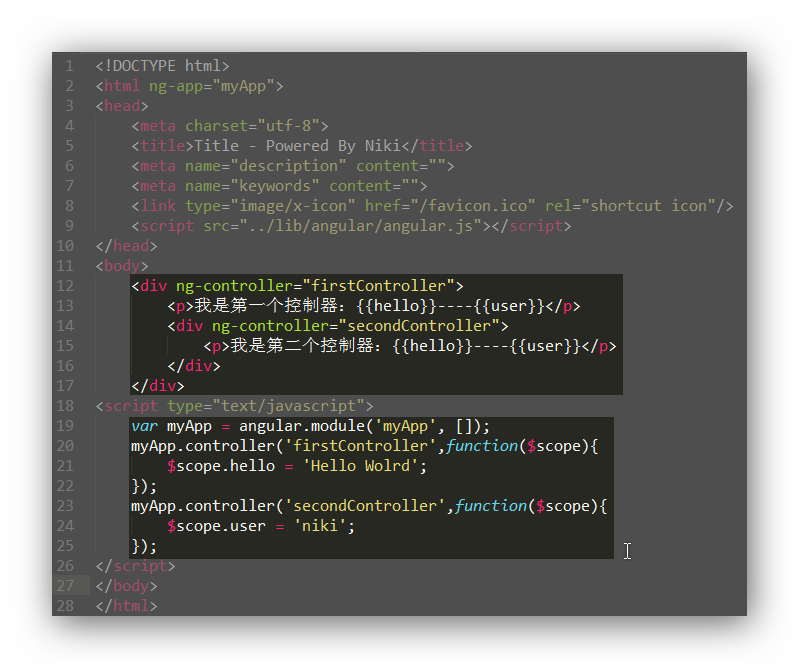 1 <!DOCTYPE html>
2 <html ng-app="myApp">
3 <head>
4     <meta charset="utf-8">
5     <title>Title - Powered By Niki</title>
6     <meta name="description" content="">
7     <meta name="keywords" content="">
8     <link type="image/x-icon" href="/favicon.ico" rel="shortcut icon"/>
9     <script src="../lib/angular/angular.js"></script>
10 </head>
11 <body>
12     <div ng-controller="firstController">
13         <p>我是第一个控制器：{{hello}}----{{user}}</p>
14         <div ng-controller="secondController">
15             <p>我是第二个控制器：{{hello}}----{{user}}</p>
16         </div>
17     </div>
18 <script type="text/javascript">
19     var myApp = angular.module('myApp', []);
20     myApp.controller('firstController',function($scope){
21         $scope.hello = 'Hello Wolrd';
22     });
23     myApp.controller('secondController',function($scope){
24         $scope.user = 'niki';
25     });
26 </script>
27 </body>
28 </html>